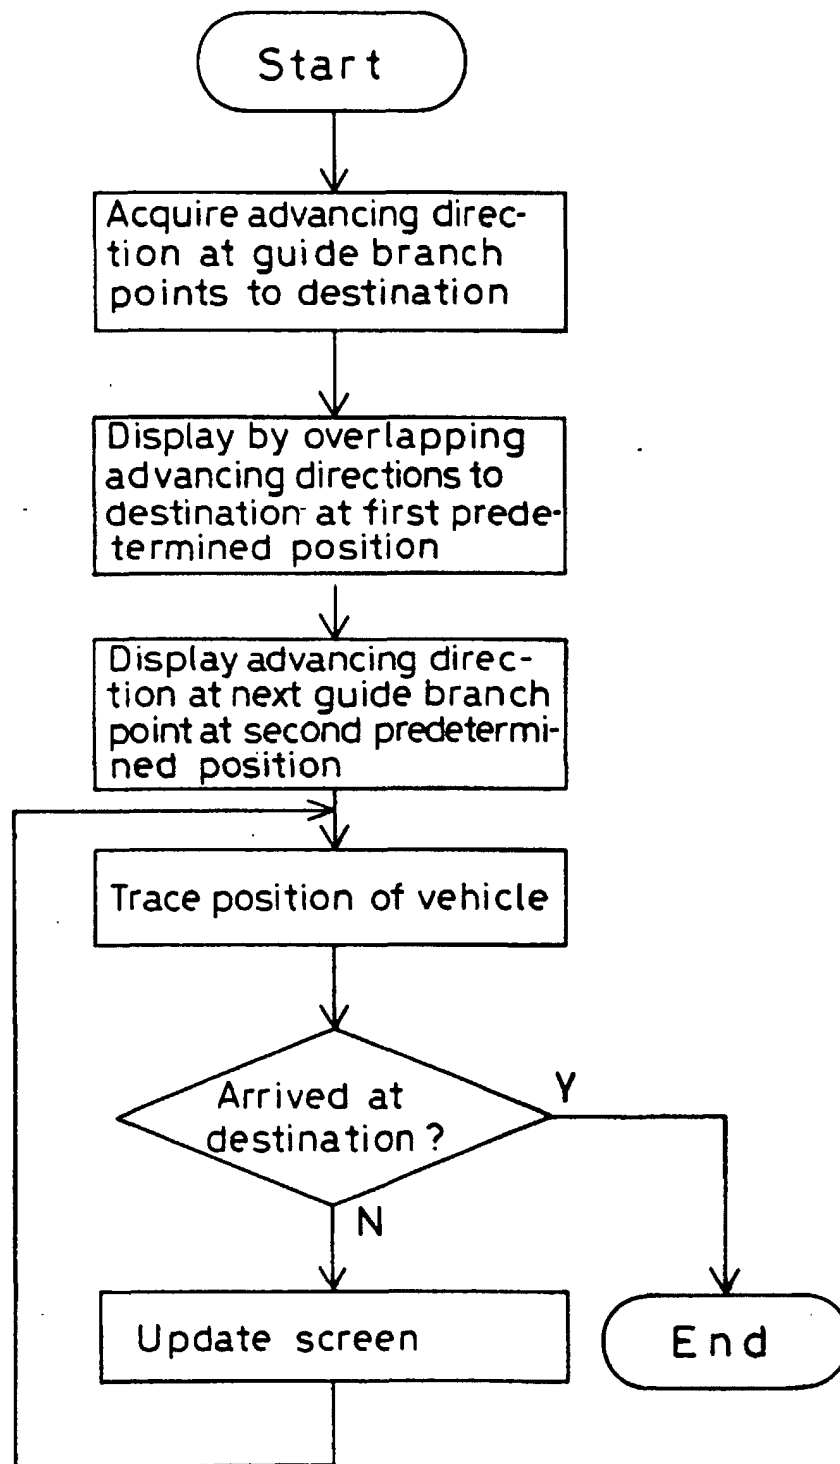 Start
Acquire advancing direc-
tion at guide branch
points to destination
Display by overlapping
advancing directions to
destination at first prede-
termined position
Display advancing direc-
tion at next guide branch
point at second predetermi-
ned position
Trace position of vehicle
Arrived at
destination?
Y
N
Update screen
End